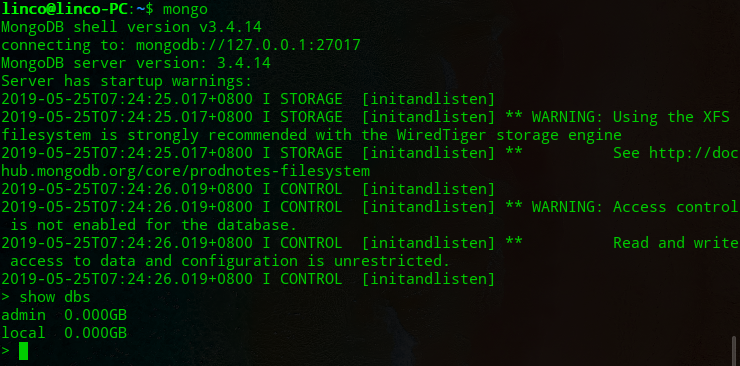 linco@linco-PC:~$ mongo
MongoDB shell version v3.4.14
connecting to: mongodb://127.0.0.1:27017
MongoDB server version: 3.4.14
Server has startup warnings:
2019-05-25T07:24:25.017+0800 I STORAGE  [initandlisten]
2019-05-25T07:24:25.017+0800 I STORAGE  [initandlisten] ** WARNING: Using the XFS
filesystem is strongly recommended with the WiredTiger storage engine
2019-05-25T07:24:25.017+0800 I STORAGE  [initandlisten] **          See http://doc
hub.mongodb.org/core/prodnotes-filesystem
2019-05-25T07:24:26.019+0800 I CONTROL  [initandlisten]
2019-05-25T07:24:26.019+0800 I CONTROL  [initandlisten] ** WARNING: Access control
 is not enabled for the database.
2019-05-25T07:24:26.019+0800 I CONTROL  [initandlisten] **          Read and write
 access to data and configuration is unrestricted.
2019-05-25T07:24:26.019+0800 I CONTROL  [initandlisten]
> show dbs
admin  0.000GB
local  0.000GB
>